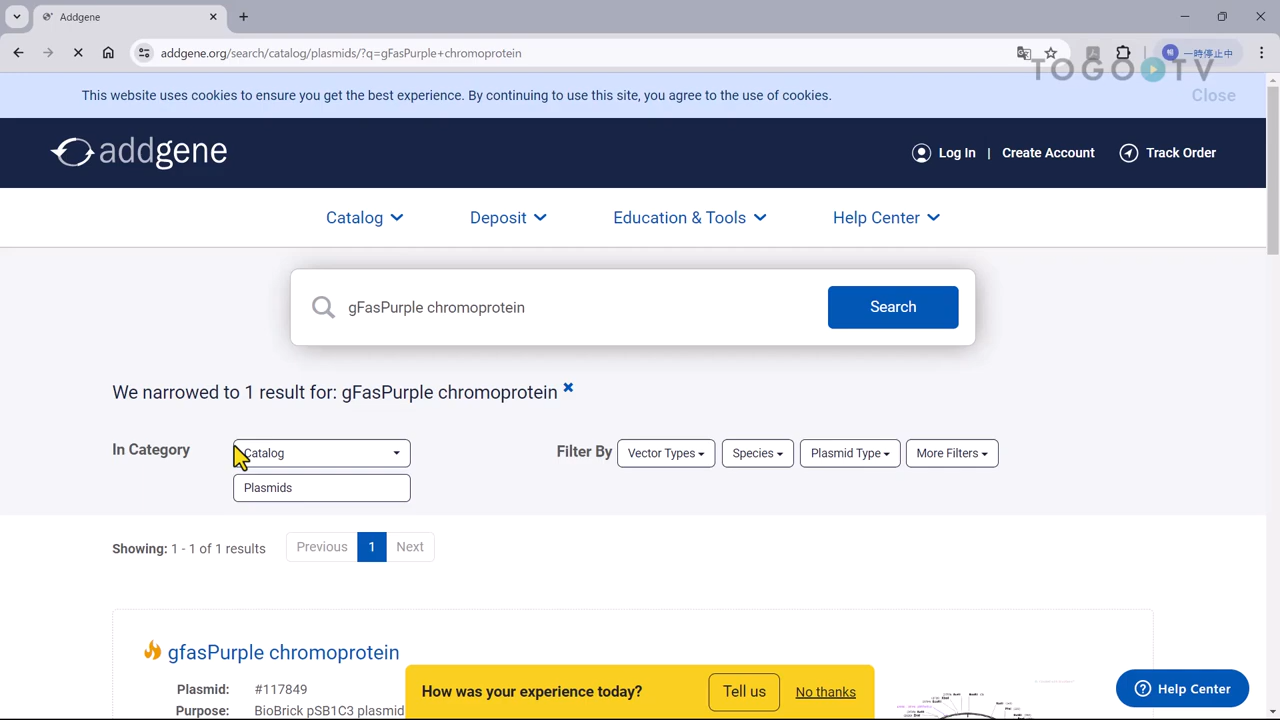 Addgene
addgene.org/search/catalog/plasmids/?q=gFasPurple+chromoprotein
一時停止中
TOGO TV
This website uses cookies to ensure you get the best experience. By continuing to use this site, you agree to the use of cookies.
Close
addgene
Log In | Create Account
Track Order
Catalog
Deposit
Education & Tools
Help Center
gFasPurple chromoprotein
Search
We narrowed to 1 result for: gFasPurple chromoprotein
In Category
Catalog
Filter By
Vector Types
Species
Plasmid Type
More Filters
Plasmids
Showing: 1 - 1 of 1 results
Previous
1
Next
gfasPurple chromoprotein
Plasmid: #117849
Purpose: BioBrick pSB1C3 plasmid
How was your experience today?
Tell us
No thanks
Help Center